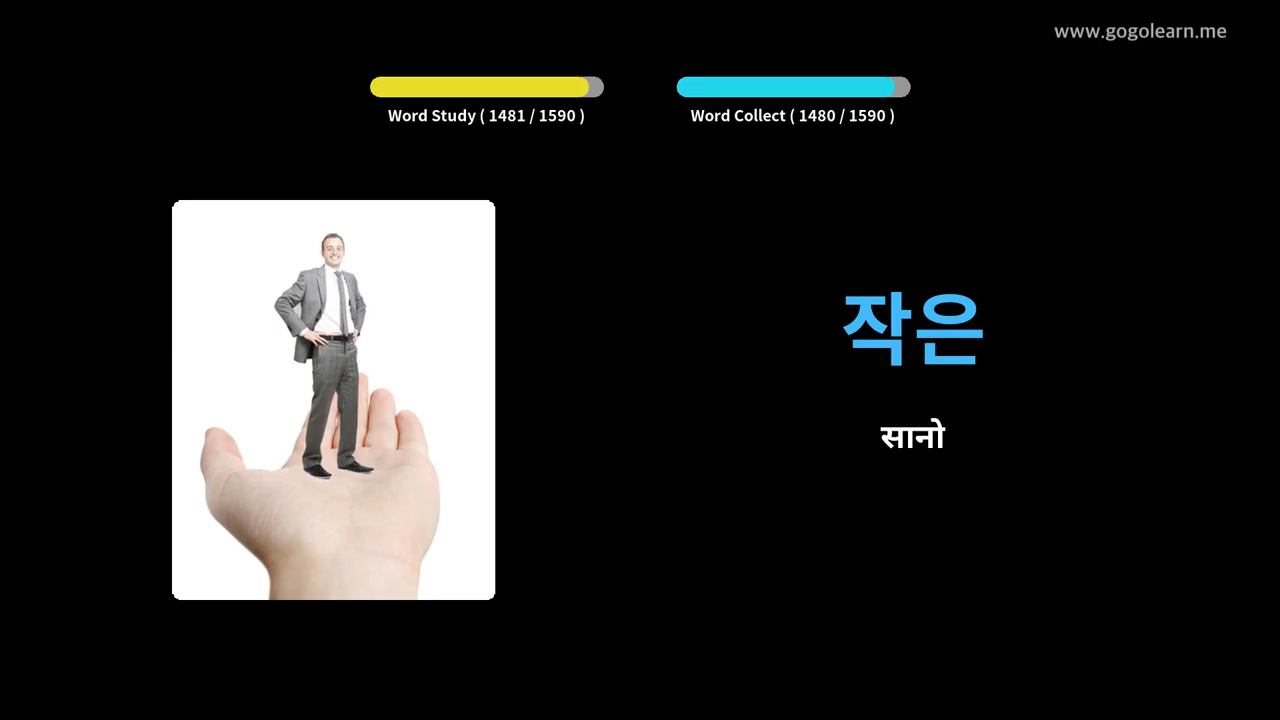 www.gogolearn.me
Word Study ( 1481 / 1590 )
Word Collect ( 1480 / 1590 )
작은
सानो